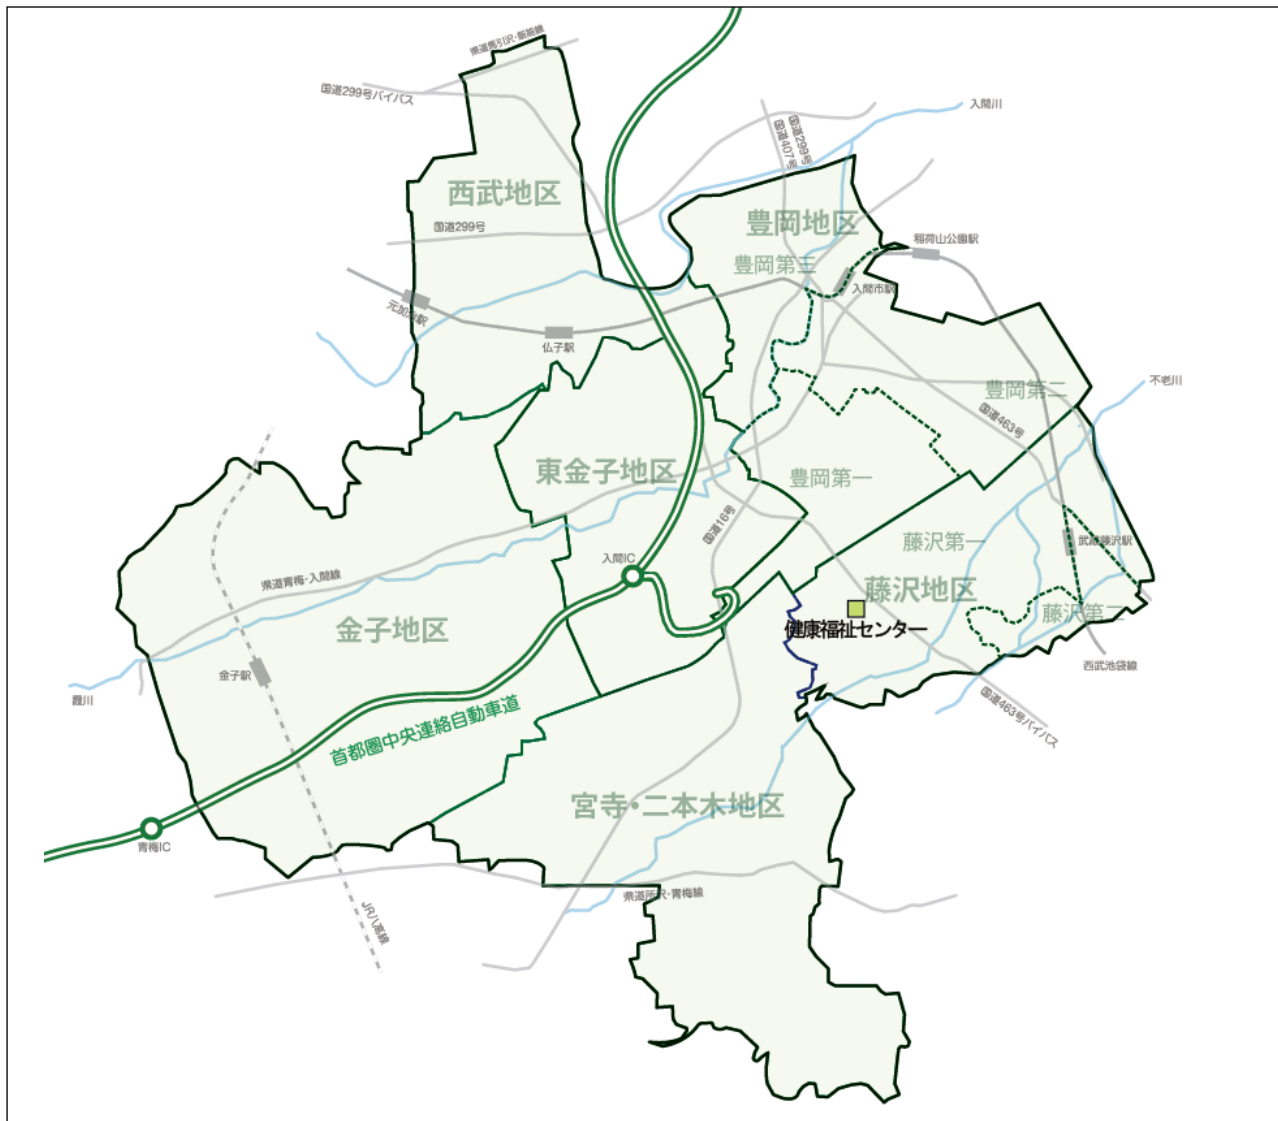 県道馬引沢・飯能線
国道299号バイパス
入間川
国道299号
国道407号
西武地区
豊岡地区
国道299号
稲荷山公園駅
豊岡第三
入間市駅
元加治駅
仏子駅
不老川
豊岡第二
国道463号
東金子地区
豊岡第一
国道16号
藤沢第一
武蔵藤沢駅
入間IC
県道青梅・入間線
藤沢地区
藤沢第二
金子地区
健康福祉センター
西武池袋線
金子駅
霞川
国道463号バイパス
首都圏中央連絡自動車道
宮寺・二本木地区
青梅IC
県道所沢・青梅線
JR八高線